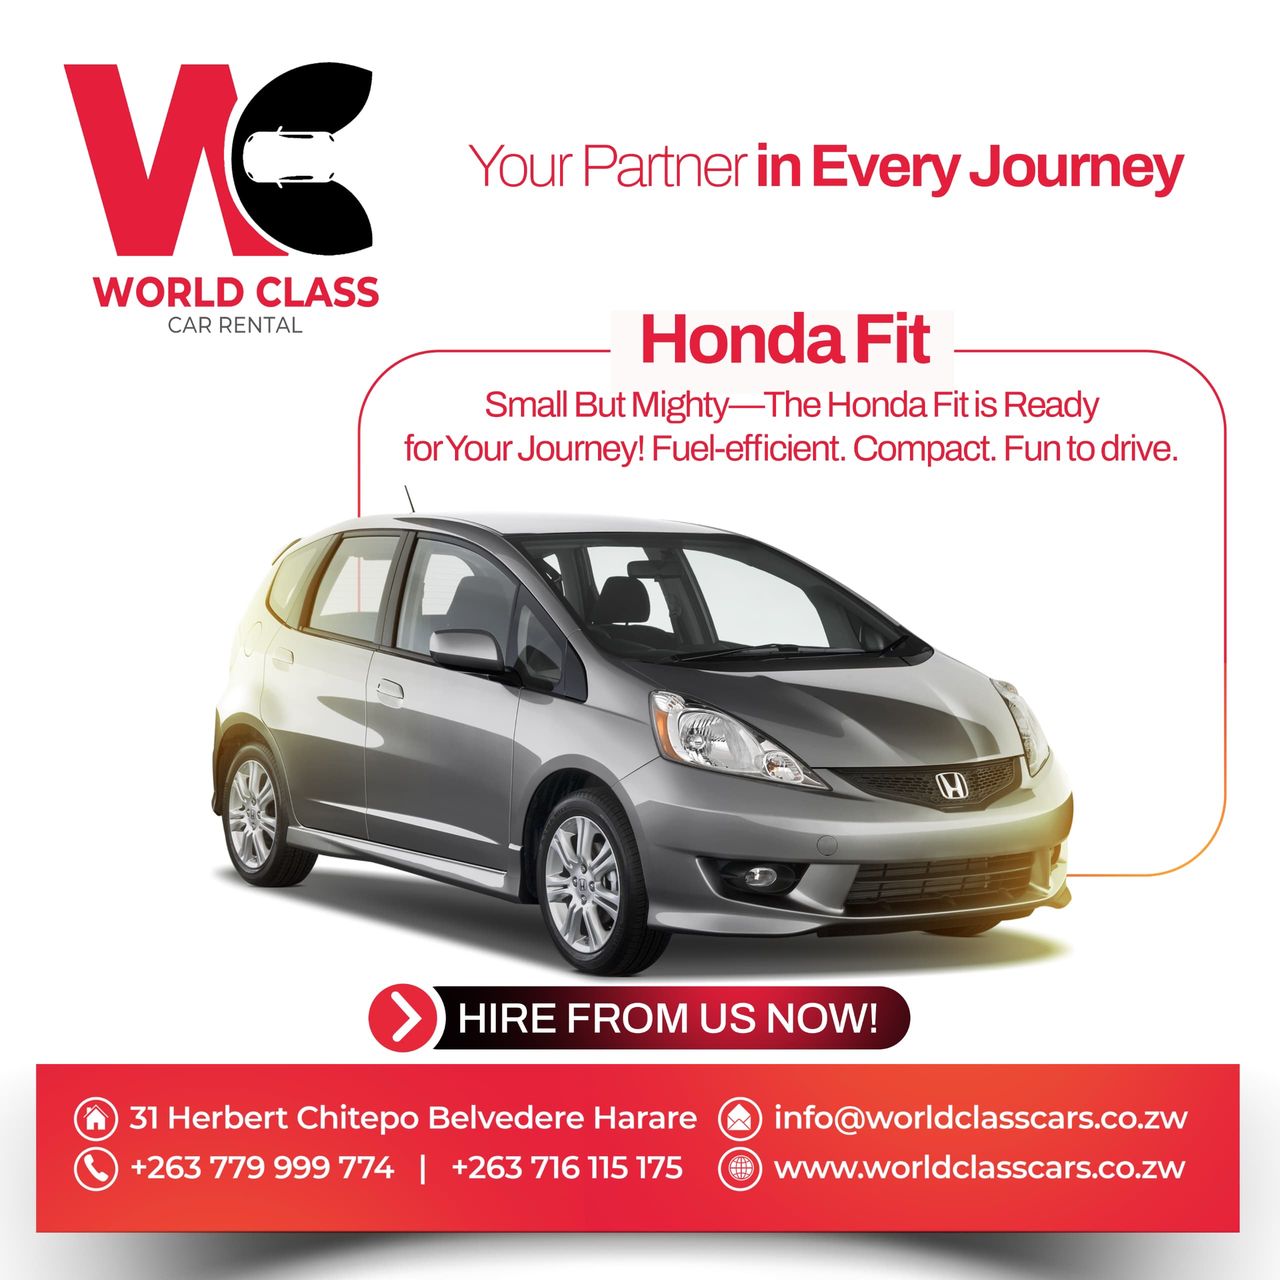 WC
WORLD CLASS
CAR RENTAL
Your Partner in Every Journey
Honda Fit
Small But Mighty—The Honda Fit is Ready
for Your Journey! Fuel-efficient. Compact. Fun to drive.
HIRE FROM US NOW!
31 Herbert Chitepo Belvedere Harare
+263 779 999 774 | +263 716 115 175
info@worldclasscars.co.zw
www.worldclasscars.co.zw